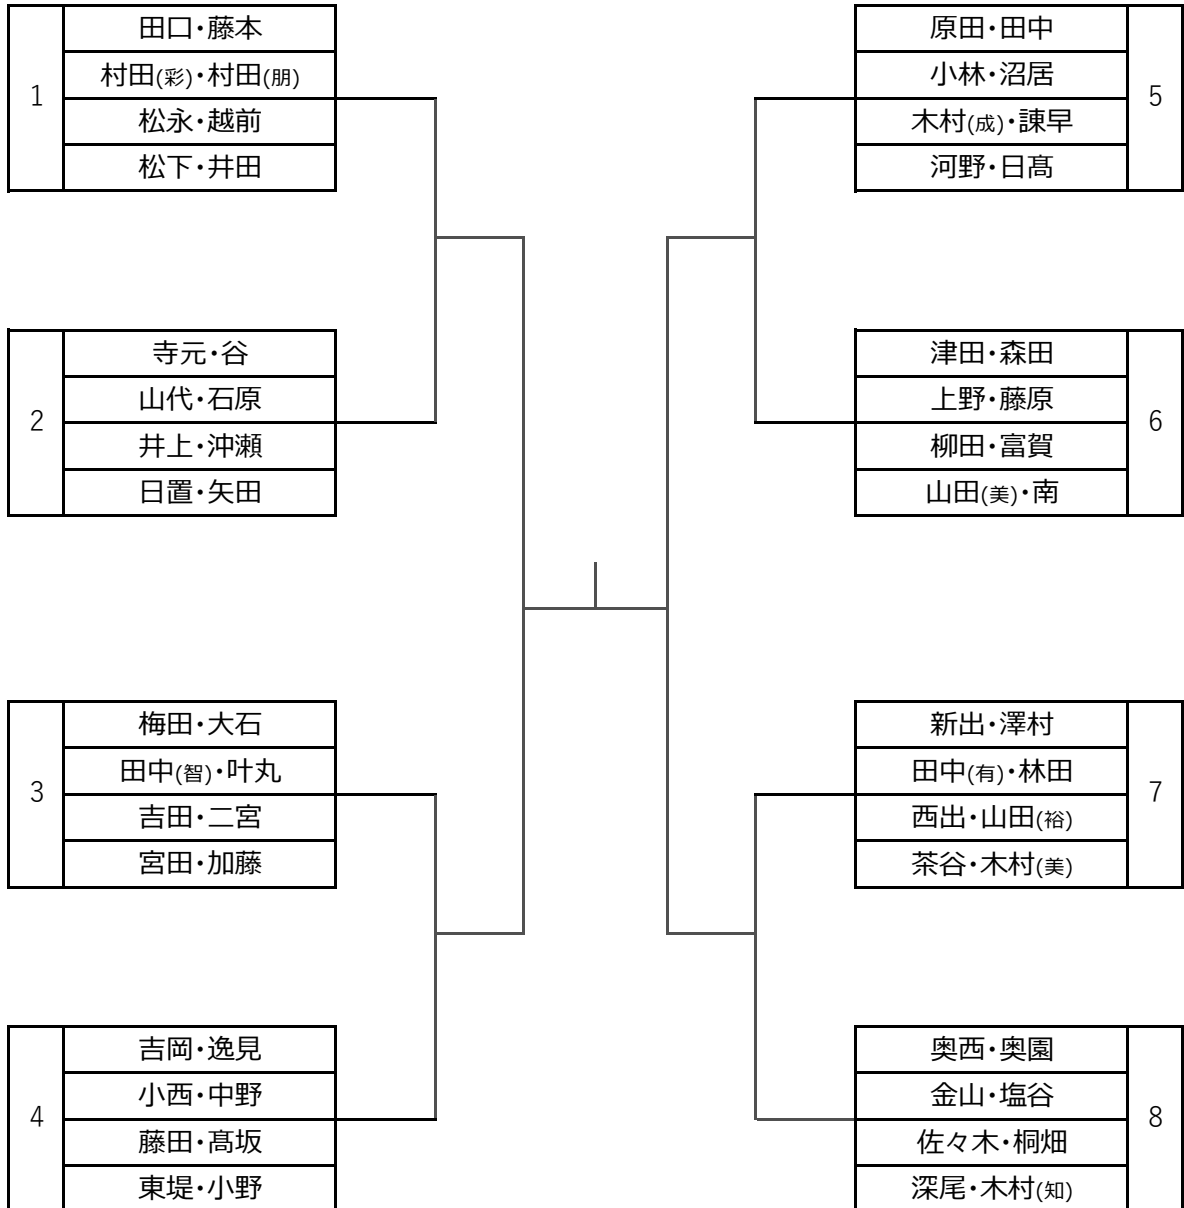 1
田口・藤本
村田(彩)・村田(朋)
松永・越前
松下・井田
2
寺元・谷
山代・石原
井上・沖瀬
日置・矢田
3
梅田・大石
田中(智)・叶丸
吉田・二宮
宮田・加藤
4
吉岡・逸見
小西・中野
藤田・髙坂
東堤・小野
原田・田中
小林・沼居
木村(成)・諌早
河野・日髙
5
津田・森田
上野・藤原
柳田・富賀
山田(美)・南
6
新出・澤村
田中(有)・林田
西出・山田(裕)
茶谷・木村(美)
7
奥西・奥園
金山・塩谷
佐々木・桐畑
深尾・木村(知)
8